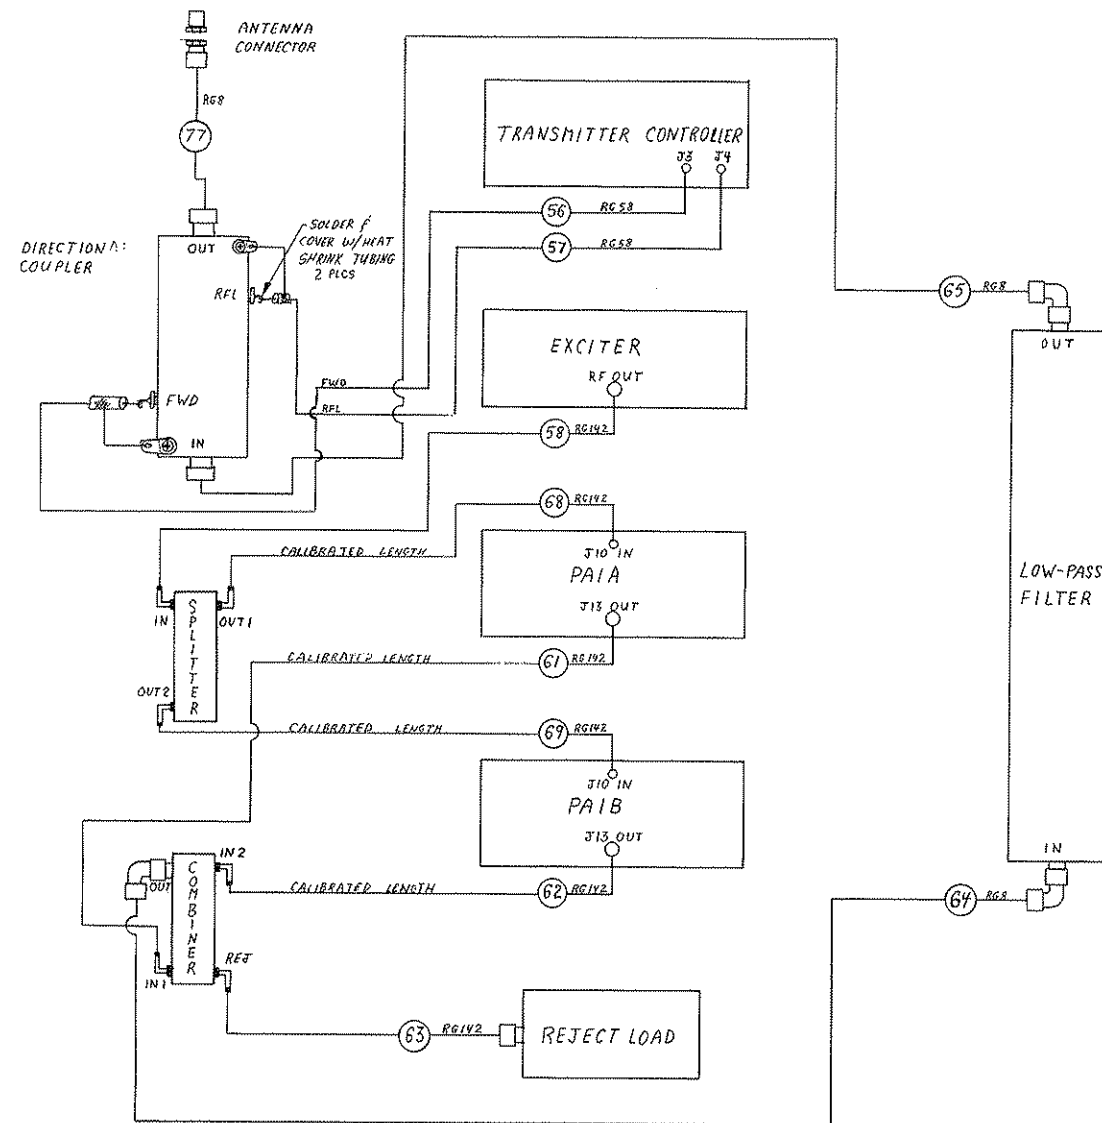 ANTENNA
CONNECTOR
RG8
77
TRANSMITTER CONTROLLER
J3 J4
56 RG58
57 RG58
SOLDER &
COVER W/HEAT
SHRINK TUBING
2 PLCS
DIRECTIONA
COUPLER
OUT
RFL
FWD
IN
65 RG8
OUT
EXCITER
RF OUT
FWD
RFL
58 RG142
68 RG142
CALIBRATED LENGTH
J10 IN
PA1A
J13 OUT
LOW-PASS
FILTER
IN
SPLITTER
OUT1
CALIBRATED LENGTH 61 RG142
OUT2
CALIBRATED LENGTH 69 RG142
J10 IN
PA1B
J13 OUT
IN
IN2
OUT
COMBINER
CALIBRATED LENGTH 62 RG142
64 RG8
REJ
IN1
63 RG142
REJECT LOAD